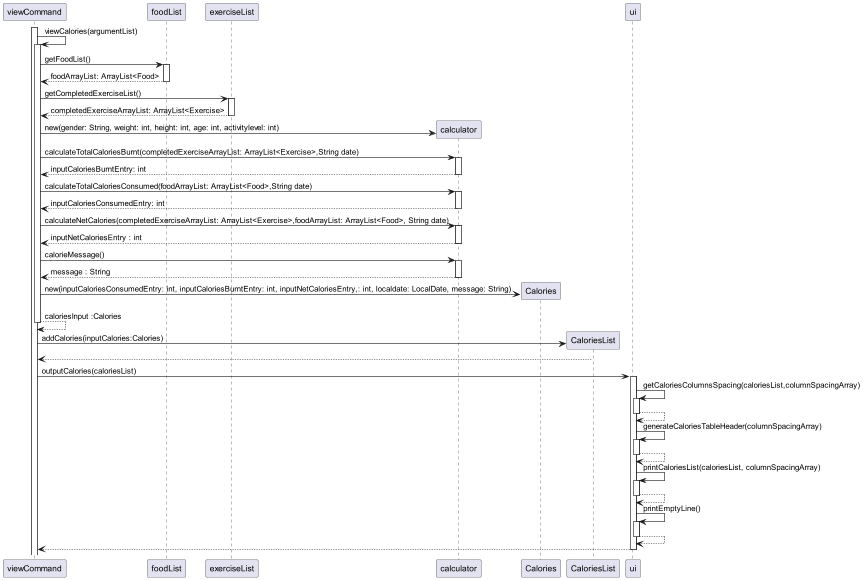 viewCommand foodList exerciseList ui
viewCalories(argumentList)
getFoodList()
foodArrayList: ArrayList<Food>
getCompletedExerciseList()
completedExerciseArrayList: ArrayList<Exercise>
new(gender: String, weight: int, height: int, age: int, activitylevel: int)
calculator
calculateTotalCaloriesBurnt(completedExerciseArrayList: ArrayList<Exercise>,String date)
inputCaloriesBurntEntry: int
calculateTotalCaloriesConsumed(foodArrayList: ArrayList<Food>,String date)
inputCaloriesConsumedEntry: int
calculateNetCalories(completedExerciseArrayList: ArrayList<Exercise>,foodArrayList: ArrayList<Food>, String date)
inputNetCaloriesEntry : int
calorieMessage()
message : String
new(inputCaloriesConsumedEntry: int, inputCaloriesBurntEntry: int, inputNetCaloriesEntry,: int, localdate: LocalDate, message: String)
Calories
caloriesInput :Calories
addCalories(inputCalories:Calories)
CaloriesList
outputCalories(caloriesList)
getCaloriesColumnsSpacing(caloriesList,columnSpacingArray)
generateCaloriesTableHeader(columnSpacingArray)
printCaloriesList(caloriesList, columnSpacingArray)
printEmptyLine()
viewCommand foodList exerciseList calculator Calories CaloriesList ui